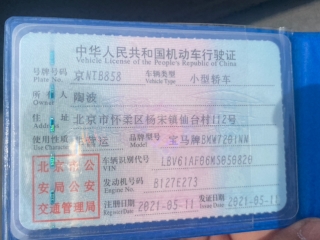 中华人民共和国机动车行驶证
Vehicle License of the People's Republic of China
号牌号码 京NTB858 车辆类型 小型轿车
Plate No. Vehicle Type
所有人 陶波
Owner
住址 北京市怀柔区杨宋镇仙台村112号
Address
使用性质 营运 品牌型号 宝马牌BMW7201WM
Use Character Model
北京市公
安局公安
交通管理局
车辆识别代号 LBV61AF06MS050820
VIN
发动机号码 B127E273
Engine No.
注册日期 2021-05-11 发证日期 2021-05-11
Register Date Issue Date